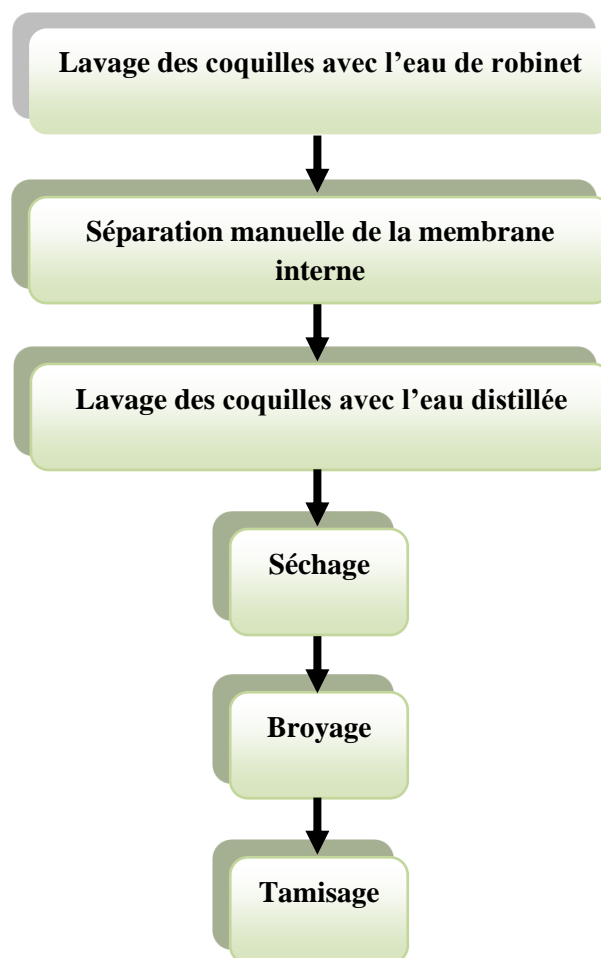 Lavage des coquilles avec l’eau de robinet
Séparation manuelle de la membrane
interne
Lavage des coquilles avec l’eau distillée
Séchage
Broyage
Tamisage